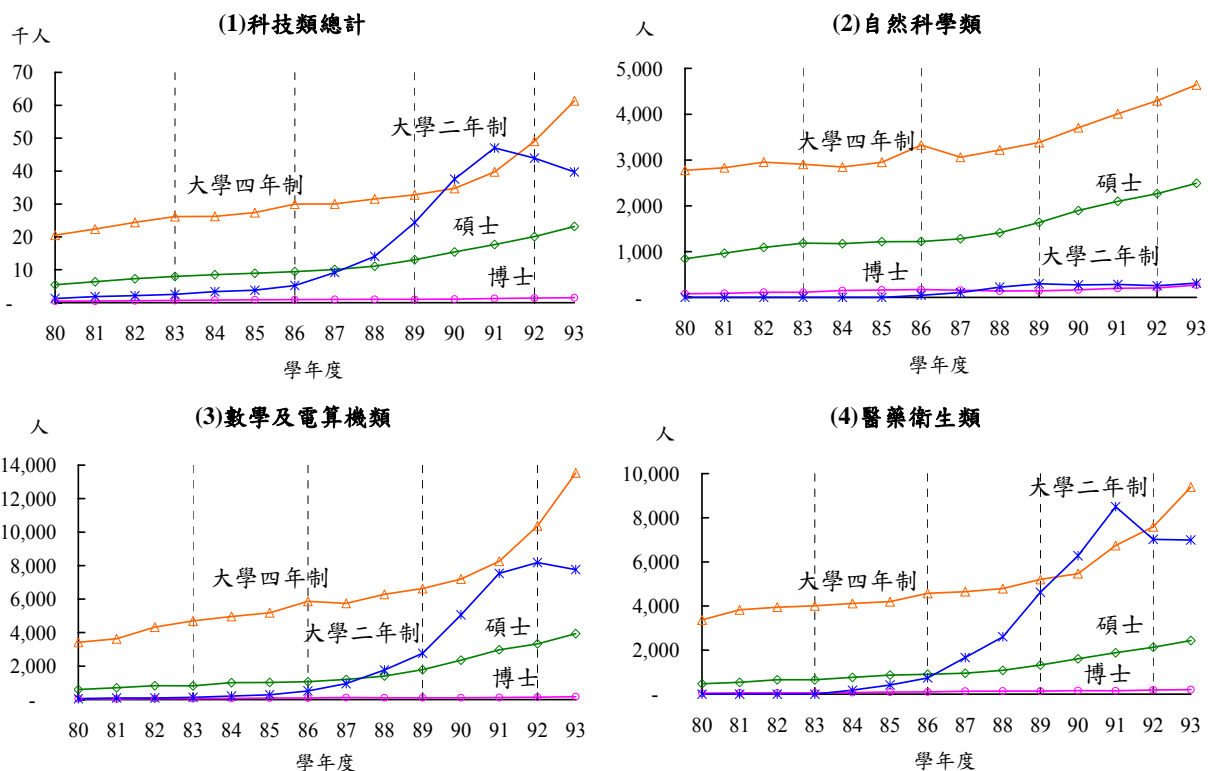 (1)科技類總計
千人
70
60
50
40
30
20
10
-
大學二年制
大學四年制
碩士
博士
80 81 82 83 84 85 86 87 88 89 90 91 92 93
學年度
(2)自然科學類
人
5,000
4,000
3,000
2,000
1,000
-
大學四年制
碩士
博士
大學二年制
80 81 82 83 84 85 86 87 88 89 90 91 92 93
學年度
(3)數學及電算機類
人
14,000
12,000
10,000
8,000
6,000
4,000
2,000
-
大學四年制
大學二年制
碩士
博士
80 81 82 83 84 85 86 87 88 89 90 91 92 93
學年度
(4)醫藥衛生類
人
10,000
8,000
6,000
4,000
2,000
-
大學二年制
大學四年制
碩士
博士
80 81 82 83 84 85 86 87 88 89 90 91 92 93
學年度